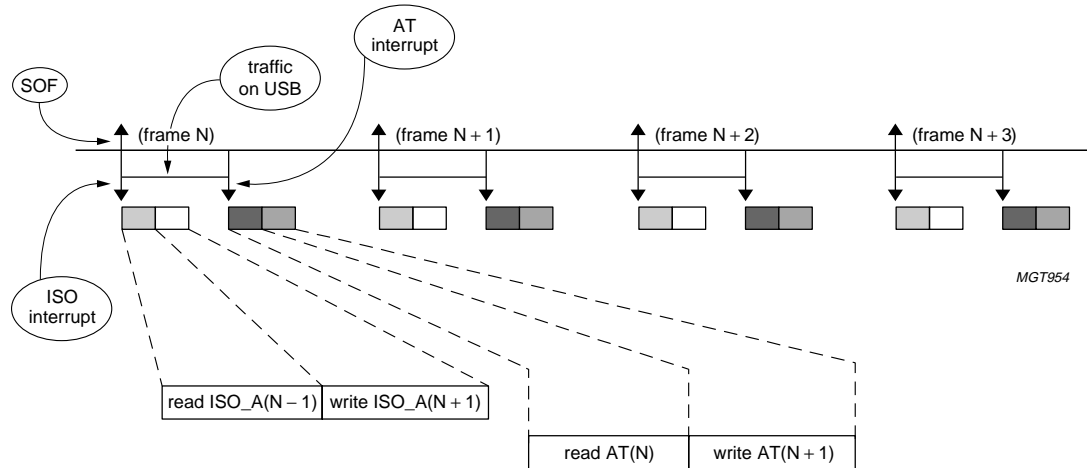 AT
interrupt
traffic
on USB
SOF
(frame N)
(frame N + 1)
(frame N + 2)
(frame N + 3)
MGT954
ISO
interrupt
read ISO_A(N − 1)
write ISO_A(N + 1)
read AT(N)
write AT(N + 1)